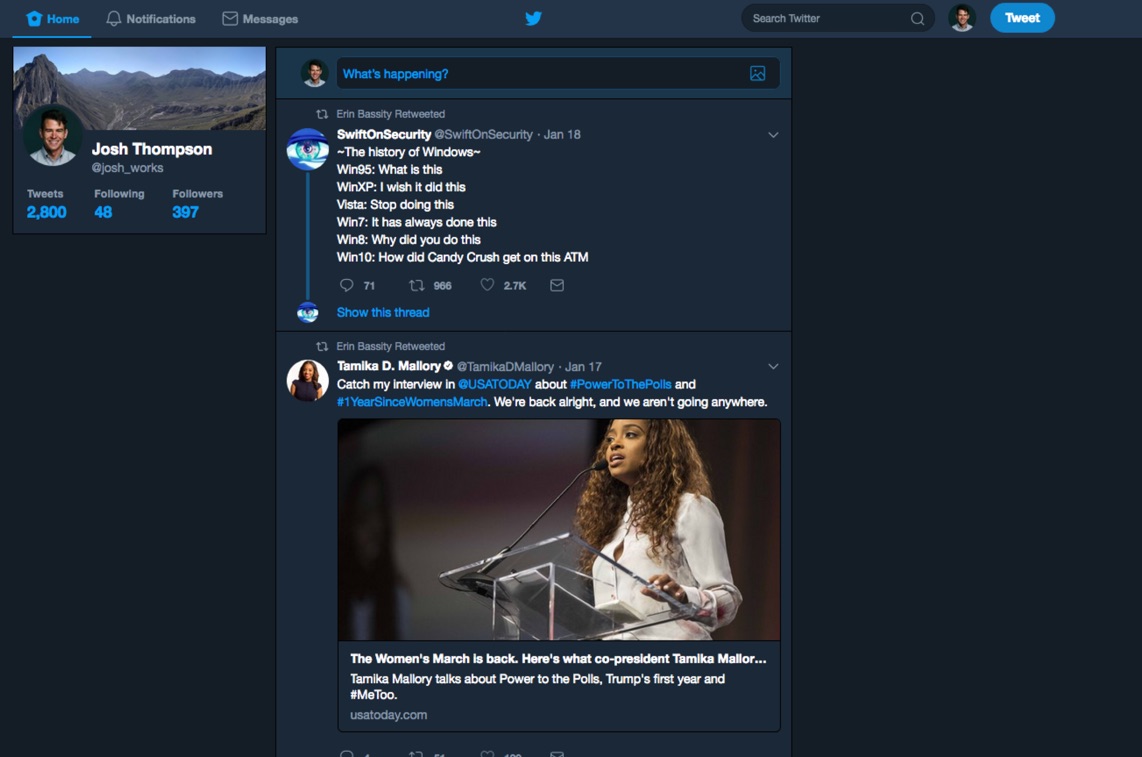 Home Notifications Messages Search Twitter Tweet
What's happening?
Josh Thompson
@josh_works
Tweets Following Followers
2,800 48 397
Erin Bassity Retweeted
SwiftOnSecurity @SwiftOnSecurity · Jan 18
~The history of Windows~
Win95: What is this
WinXP: I wish it did this
Vista: Stop doing this
Win7: It has always done this
Win8: Why did you do this
Win10: How did Candy Crush get on this ATM
71 966 2.7K
Show this thread
Erin Bassity Retweeted
Tamika D. Mallory @TamikaDMallory · Jan 17
Catch my interview in @USATODAY about #PowerToThePolls and
#1YearSinceWomensMarch. We're back alright, and we aren't going anywhere.
The Women's March is back. Here's what co-president Tamika Mallor...
Tamika Mallory talks about Power to the Polls, Trump's first year and
#MeToo.
usatoday.com